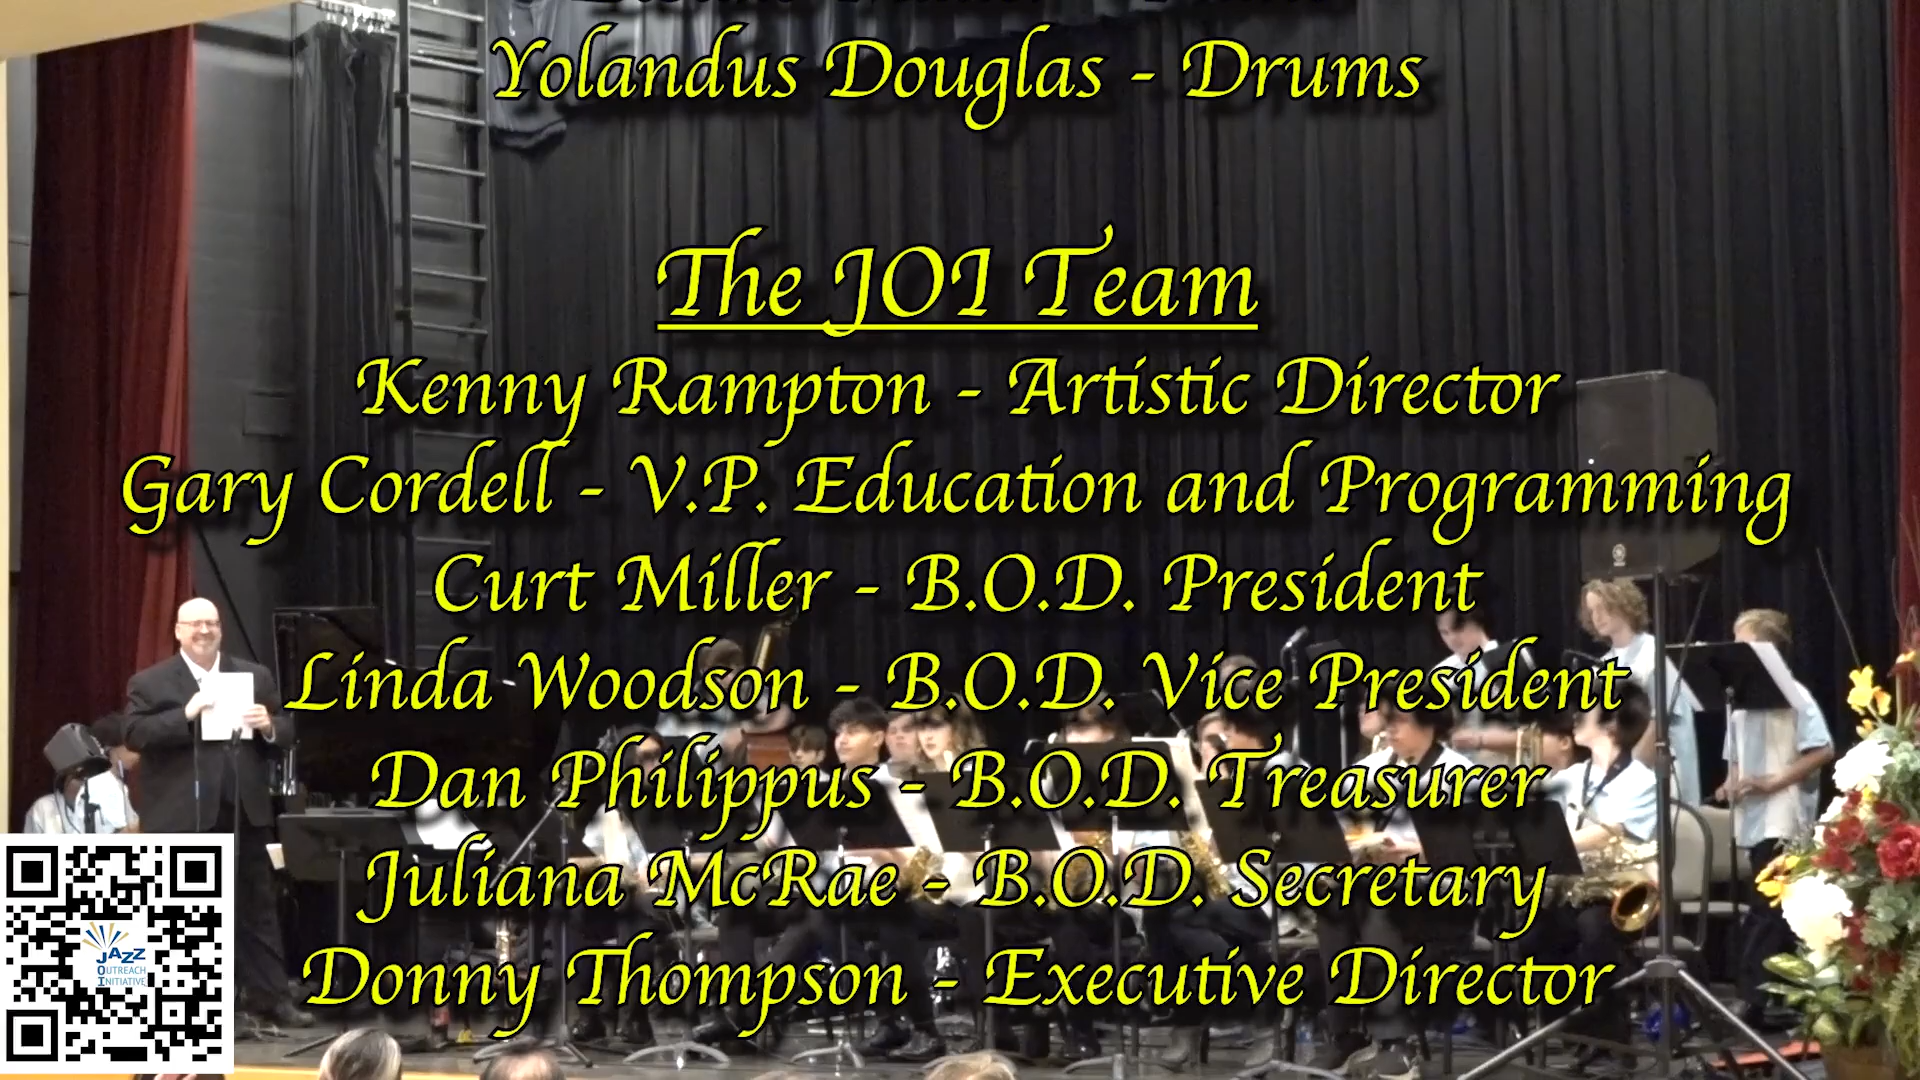 Yolandus Douglas - Drums
The JOI Team
Kenny Rampton - Artistic Director
Gary Cordell - V.P. Education and Programming
Curt Miller - B.O.D. President
Linda Woodson - B.O.D. Vice President
Dan Philippus - B.O.D. Treasurer
Juliana McRae - B.O.D. Secretary
Donny Thompson - Executive Director
JAZZ
OUTREACH
INITIATIVE